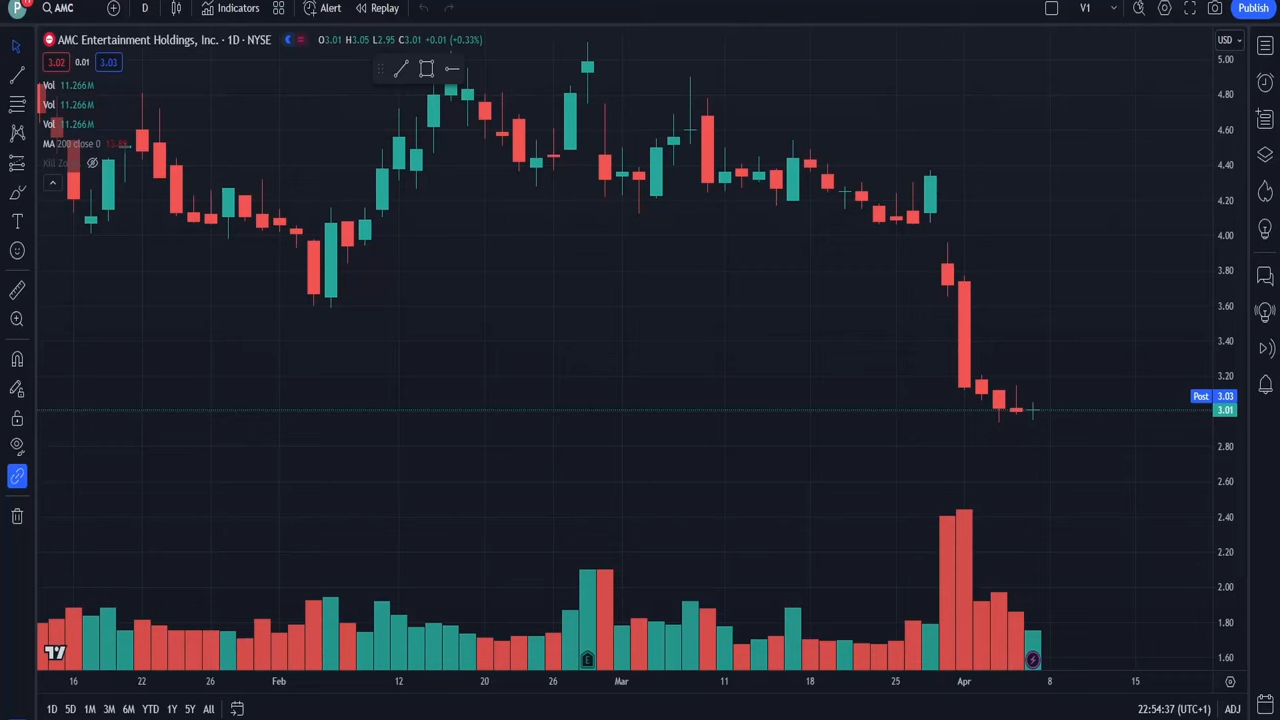 P
11
AMC
D
Indicators
Alert
Replay
V1
Publish
AMC Entertainment Holdings, Inc. · 1D · NYSE
O3.01 H3.05 L2.95 C3.01 +0.01 (+0.33%)
USD
3.02 0.01 3.03
Vol 11.266M
Vol 11.266M
Vol 11.266M
MA 200 close 0 13.89
5.00
4.80
4.60
4.40
4.20
4.00
3.80
3.60
3.40
3.20
Post 3.03
3.01
2.80
2.60
2.40
2.20
2.00
1.80
1.60
E
16 22 26 Feb 12 20 26 Mar 11 18 25 Apr 8 15
1D 5D 1M 3M 6M YTD 1Y 5Y All
22:54:37 (UTC+1) ADJ